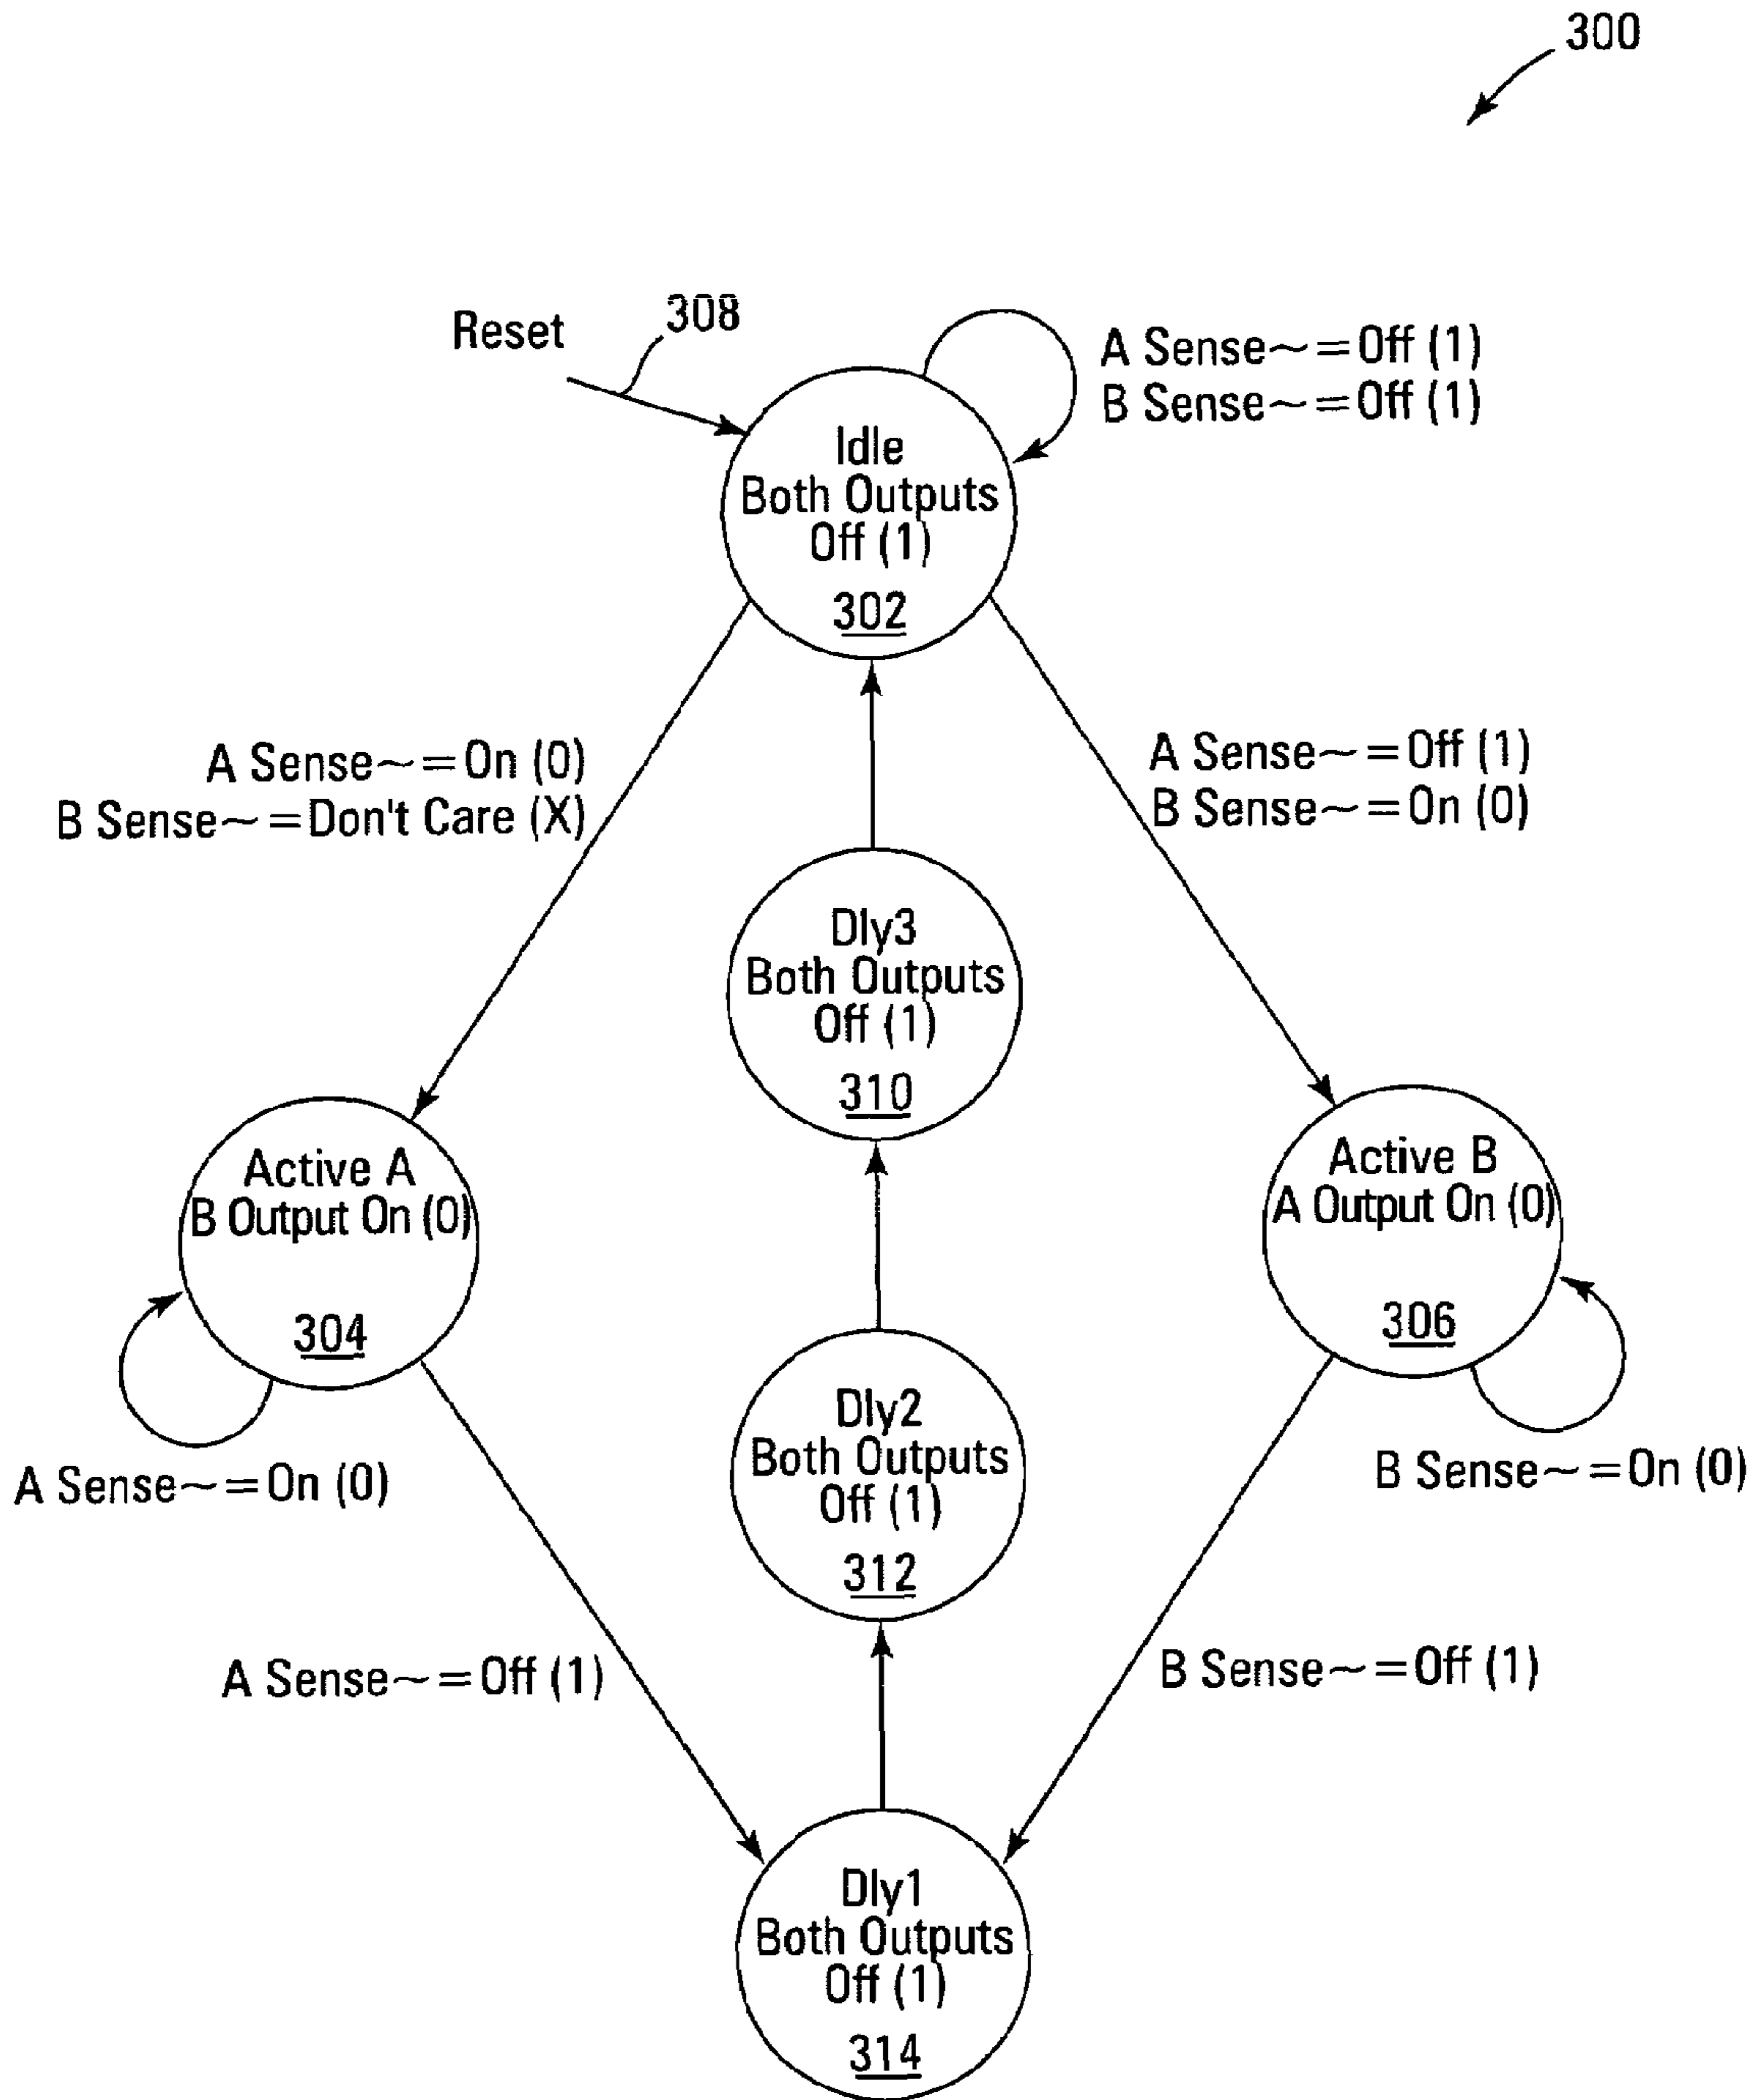 300
Reset
308
A Sense~=Off (1)
B Sense~=Off (1)
Idle
Both Outputs
Off (1)
302
A Sense~=On (0)
B Sense~=Don't Care (X)
A Sense~=Off (1)
B Sense~=On (0)
Dly3
Both Outputs
Off (1)
310
Active A
B Output On (0)
304
Active B
A Output On (0)
306
Dly2
Both Outputs
Off (1)
312
A Sense~=On (0)
B Sense~=On (0)
A Sense~=Off (1)
B Sense~=Off (1)
Dly1
Both Outputs
Off (1)
314